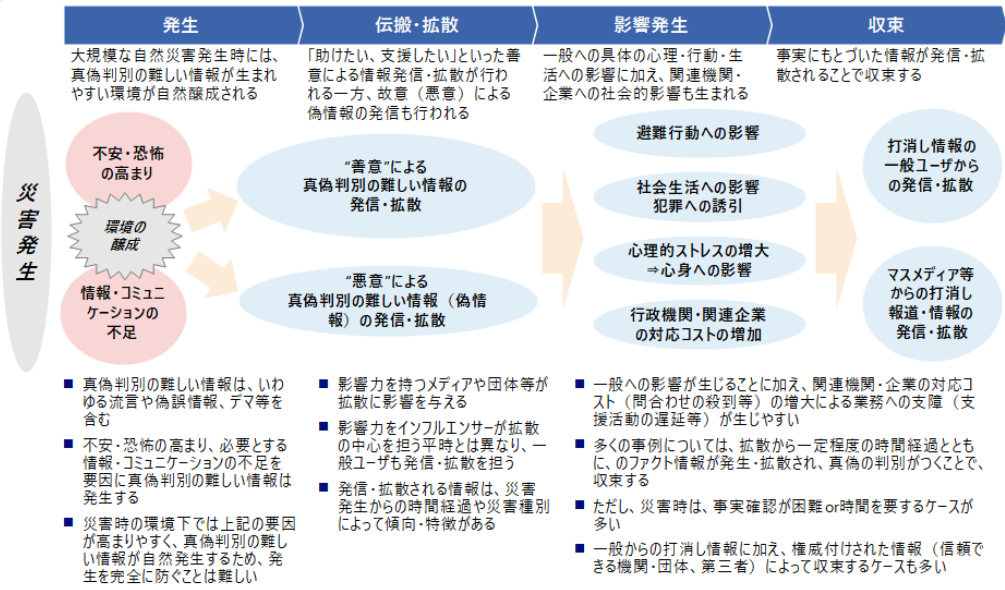 発生
伝搬・拡散
影響発生
収束
大規模な自然災害発生時には、
真偽判別の難しい情報が生まれ
やすい環境が自然醸成される
「助けたい、支援したい」といった善
意による情報発信・拡散が行わ
れる一方、故意（悪意）による
偽情報の発信も行われる
一般への具体の心理・行動・生
活への影響に加え、関連機関・
企業への社会的影響も生まれる
事実にもとづいた情報が発信・拡
散されることで収束する
災害発生
不安・恐怖
の高まり
環境の
醸成
情報・コミュニ
ケーションの
不足
“善意”による
真偽判別の難しい情報の
発信・拡散
“悪意”による
真偽判別の難しい情報（偽情
報）の発信・拡散
避難行動への影響
社会生活への影響
犯罪への誘引
心理的ストレスの増大
⇒心身への影響
行政機関・関連企業
の対応コストの増加
打消し情報の
一般ユーザから
の発信・拡散
マスメディア等
からの打消し
報道・情報の
発信・拡散
■ 真偽判別の難しい情報は、いわ
ゆる流言や偽誤情報、デマ等を
含む
■ 不安・恐怖の高まり、必要とする
情報・コミュニケーションの不足を
要因に真偽判別の難しい情報は
発生する
■ 災害時の環境下では上記の要因
が高まりやすく、真偽判別の難し
い情報が自然発生するため、発
生を完全に防ぐことは難しい
■ 影響力を持つメディアや団体等が
拡散に影響を与える
■ 影響力をインフルエンサーが拡散
の中心を担う平時とは異なり、一
般ユーザも発信・拡散を担う
■ 発信・拡散される情報は、災害
発生からの時間経過や災害種別
によって傾向・特徴がある
■ 一般への影響が生じることに加え、関連機関・企業の対応コ
スト（問合わせの殺到等）の増大による業務への支障（支
援活動の遅延等）が生じやすい
■ 多くの事例については、拡散から一定程度の時間経過ととも
に、のファクト情報が発生・拡散され、真偽の判別がつくことで、
収束する
■ ただし、災害時は、事実確認が困難or時間を要するケースが
多い
■ 一般からの打消し情報に加え、権威付けされた情報（信頼で
きる機関・団体、第三者）によって収束するケースも多い